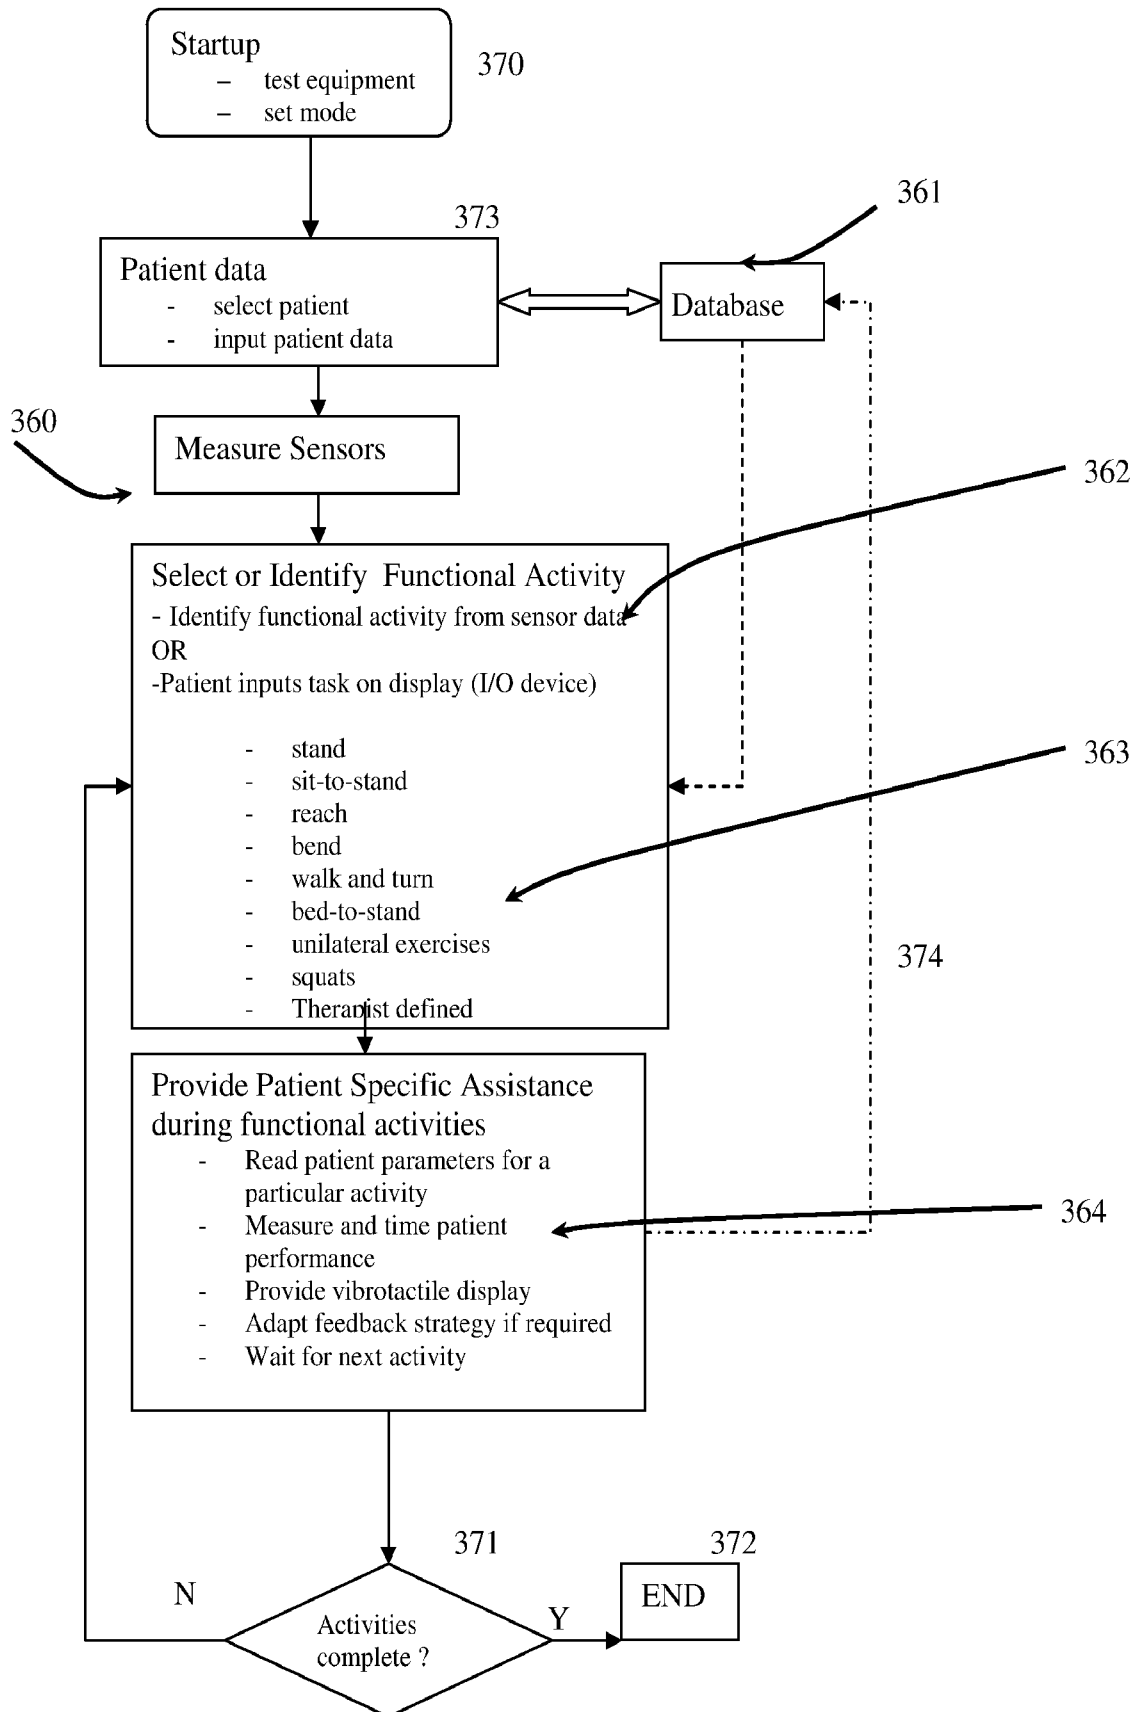 Startup
– test equipment
– set mode
370
373
361
Patient data
- select patient
- input patient data
Database
360
Measure Sensors
362
Select or Identify Functional Activity
- Identify functional activity from sensor data
OR
-Patient inputs task on display (I/O device)
- stand
- sit-to-stand
- reach
- bend
- walk and turn
- bed-to-stand
- unilateral exercises
- squats
- Therapist defined
363
374
Provide Patient Specific Assistance
during functional activities
- Read patient parameters for a
particular activity
- Measure and time patient
performance
- Provide vibrotactile display
- Adapt feedback strategy if required
- Wait for next activity
364
371
372
N
Activities
complete ?
Y
END